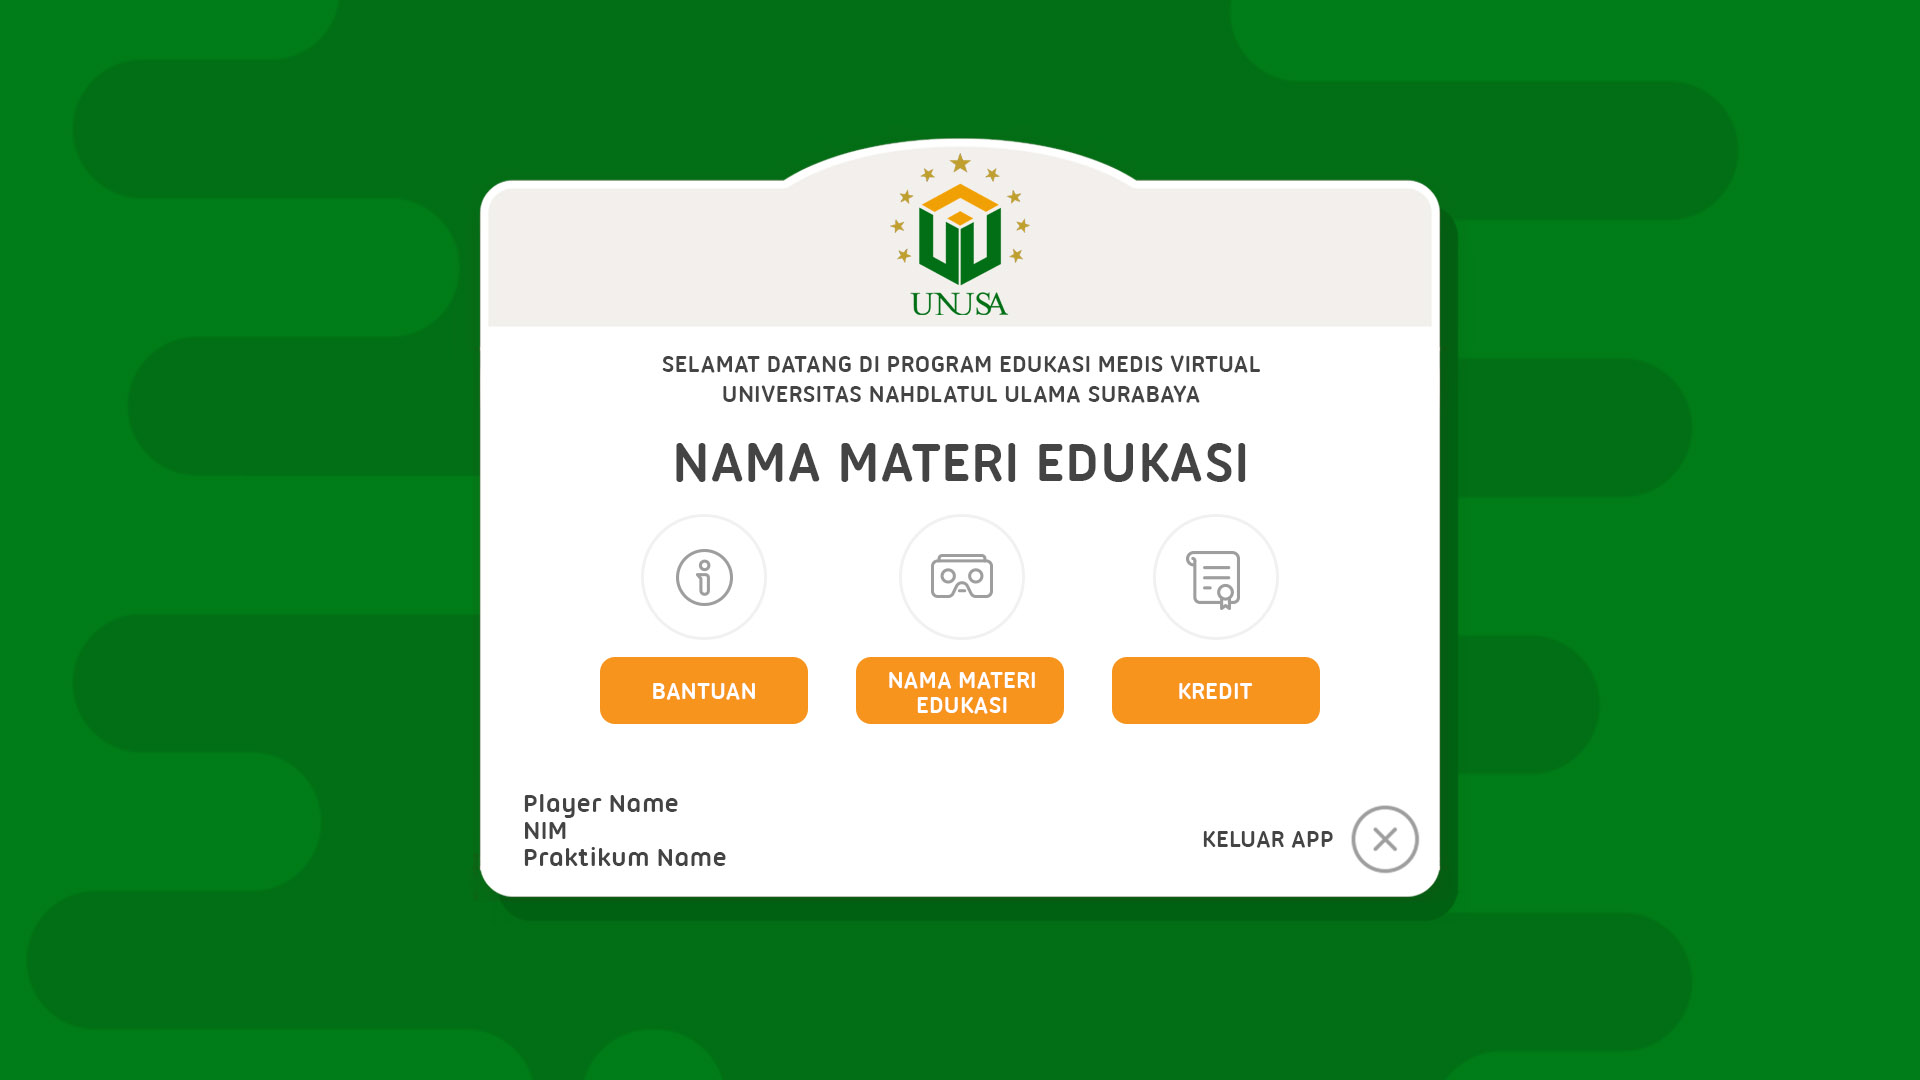 UNUSA
SELAMAT DATANG DI PROGRAM EDUKASI MEDIS VIRTUAL
UNIVERSITAS NAHDLATUL ULAMA SURABAYA
NAMA MATERI EDUKASI
BANTUAN
NAMA MATERI
EDUKASI
KREDIT
Player Name
NIM
Praktikum Name
KELUAR APP